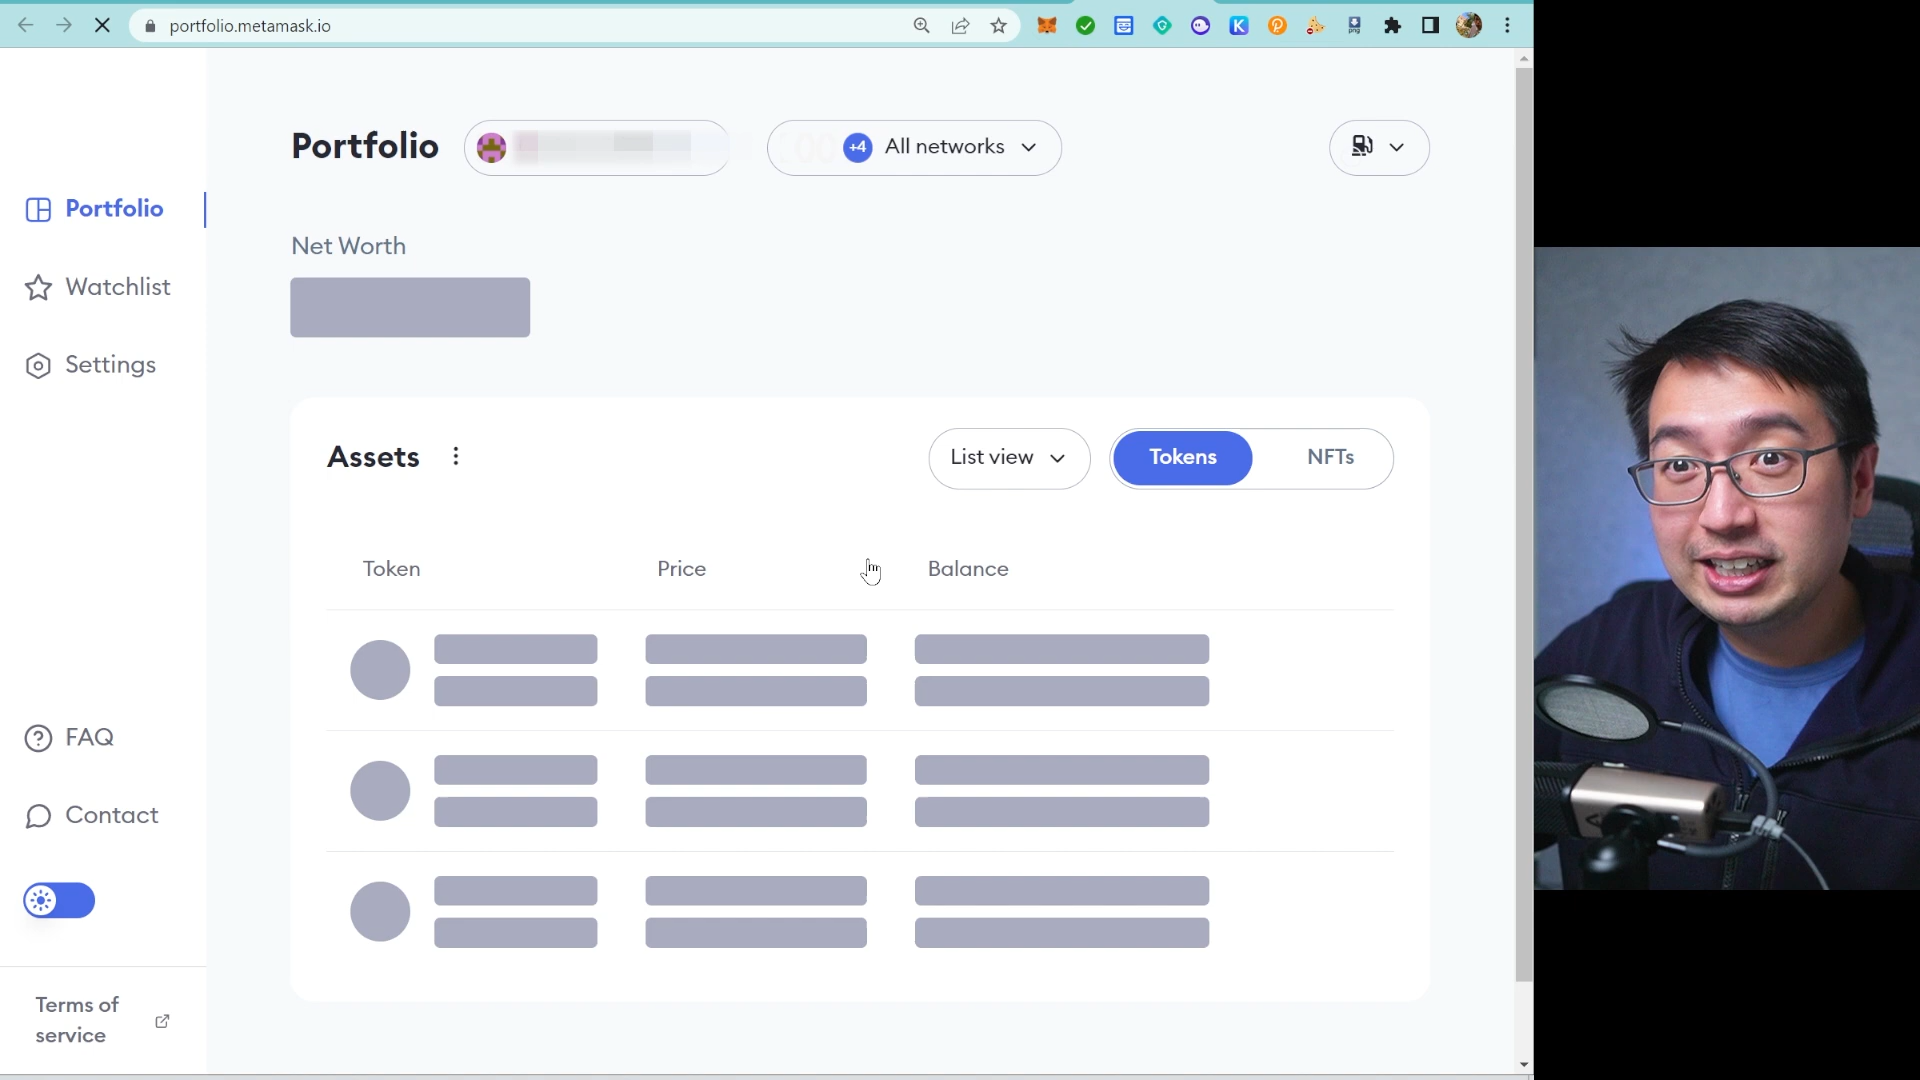 portfolio.metamask.io
Portfolio
+4 All networks
Portfolio
Net Worth
Watchlist
Settings
Assets
List view
Tokens
NFTs
Token
Price
Balance
FAQ
Contact
Terms of
service